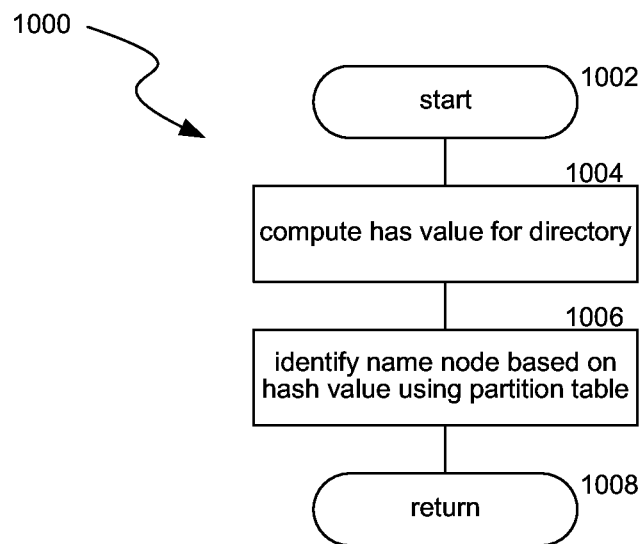 1000
1002
start
1004
compute has value for directory
1006
identify name node based on
hash value using partition table
1008
return